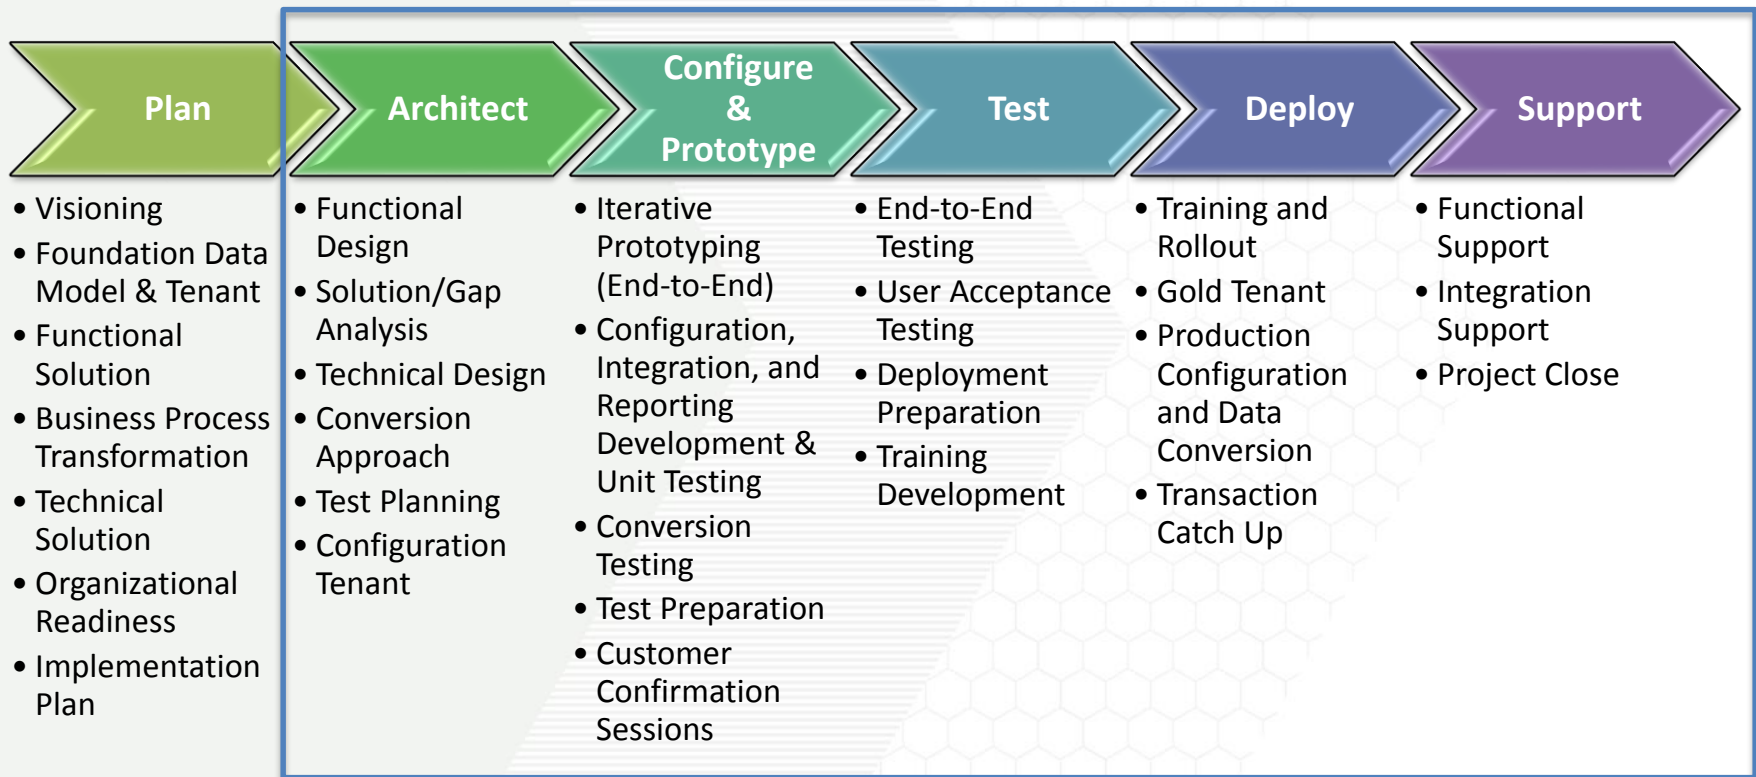 Plan
• Visioning
• Foundation Data
Model & Tenant
• Functional
Solution
• Business Process
Transformation
• Technical
Solution
• Organizational
Readiness
• Implementation
Plan
Architect
• Functional
Design
• Solution/Gap
Analysis
• Technical Design
• Conversion
Approach
• Test Planning
• Configuration
Tenant
Configure
&
Prototype
• Iterative
Prototyping
(End-to-End)
• Configuration,
Integration, and
Reporting
Development &
Unit Testing
• Conversion
Testing
• Test Preparation
• Customer
Confirmation
Sessions
Test
• End-to-End
Testing
• User Acceptance
Testing
• Deployment
Preparation
• Training
Development
Deploy
• Training and
Rollout
• Gold Tenant
• Production
Configuration
and Data
Conversion
• Transaction
Catch Up
Support
• Functional
Support
• Integration
Support
• Project Close